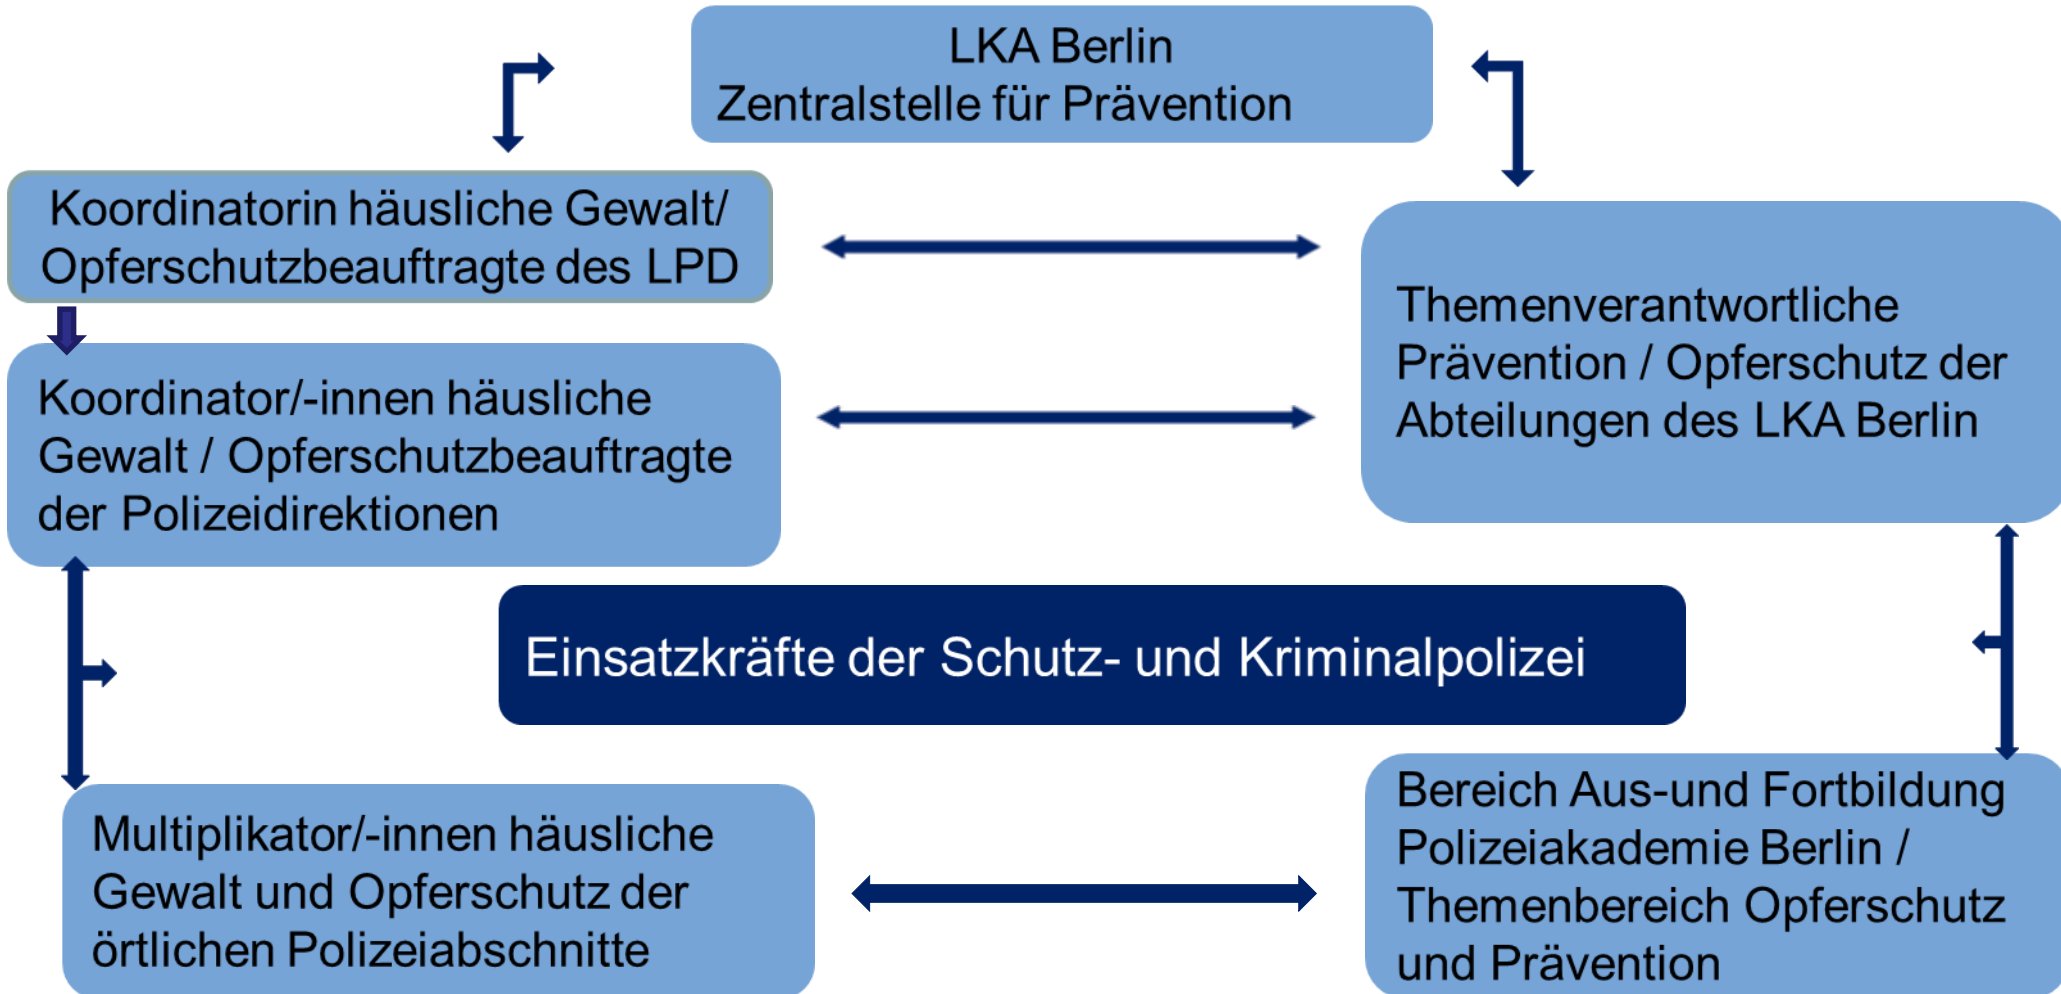 LKA Berlin
Zentralstelle für Prävention
Koordinatorin häusliche Gewalt/
Opferschutzbeauftragte des LPD
Themenverantwortliche
Prävention / Opferschutz der
Abteilungen des LKA Berlin
Koordinator/-innen häusliche
Gewalt / Opferschutzbeauftragte
der Polizeidirektionen
Einsatzkräfte der Schutz- und Kriminalpolizei
Multiplikator/-innen häusliche
Gewalt und Opferschutz der
örtlichen Polizeiabschnitte
Bereich Aus-und Fortbildung
Polizeiakademie Berlin /
Themenbereich Opferschutz
und Prävention